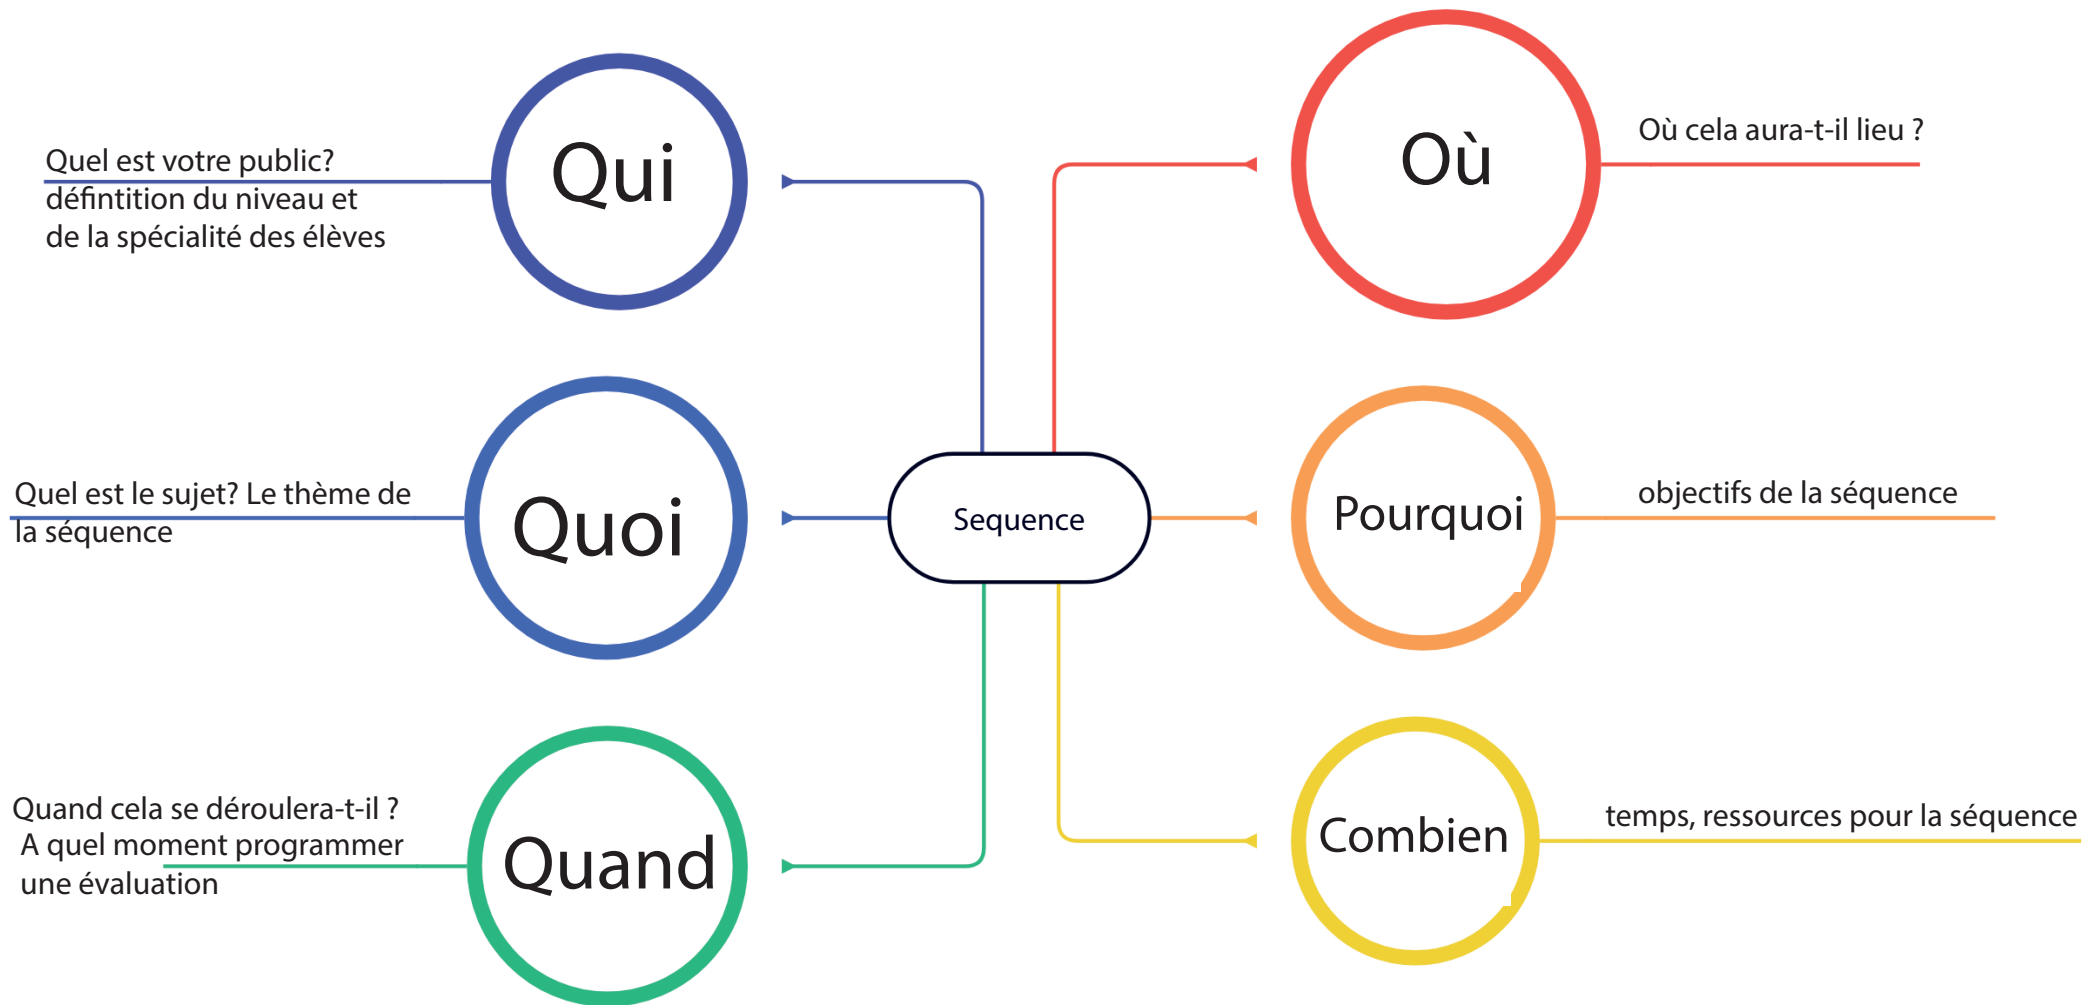 Qui
Quel est votre public?
défintition du niveau et
de la spécialité des élèves
Quoi
Quel est le sujet? Le thème de
la séquence
Quand
Quand cela se déroulera-t-il ?
A quel moment programmer
une évaluation
Sequence
Où
Où cela aura-t-il lieu ?
Pourquoi
objectifs de la séquence
Combien
temps, ressources pour la séquence